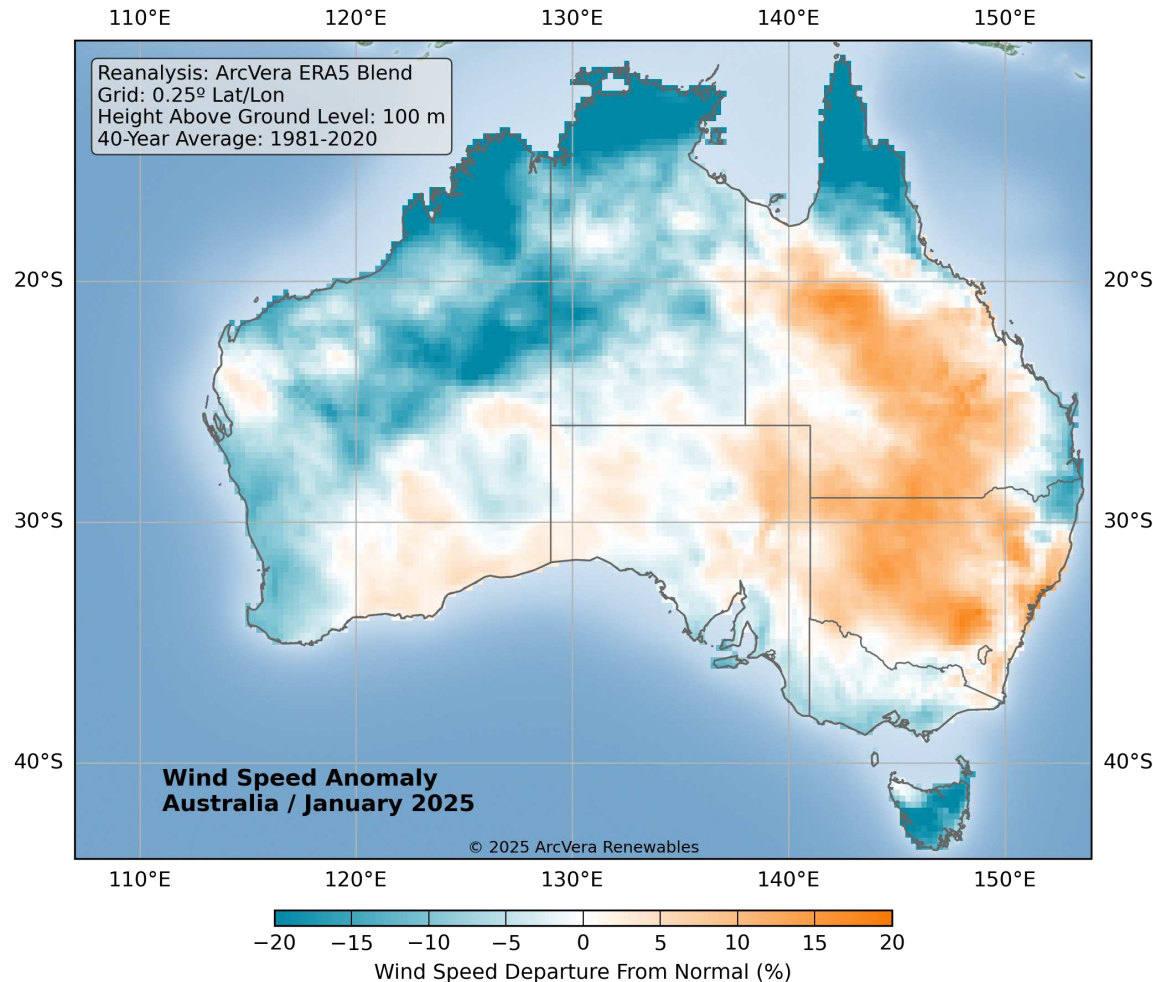 110°E 120°E 130°E 140°E 150°E
Reanalysis: ArcVera ERA5 Blend
Grid: 0.25º Lat/Lon
Height Above Ground Level: 100 m
40-Year Average: 1981-2020
20°S 20°S
30°S 30°S
40°S 40°S
Wind Speed Anomaly
Australia / January 2025
© 2025 ArcVera Renewables
110°E 120°E 130°E 140°E 150°E
−20 −15 −10 −5 0 5 10 15 20
Wind Speed Departure From Normal (%)